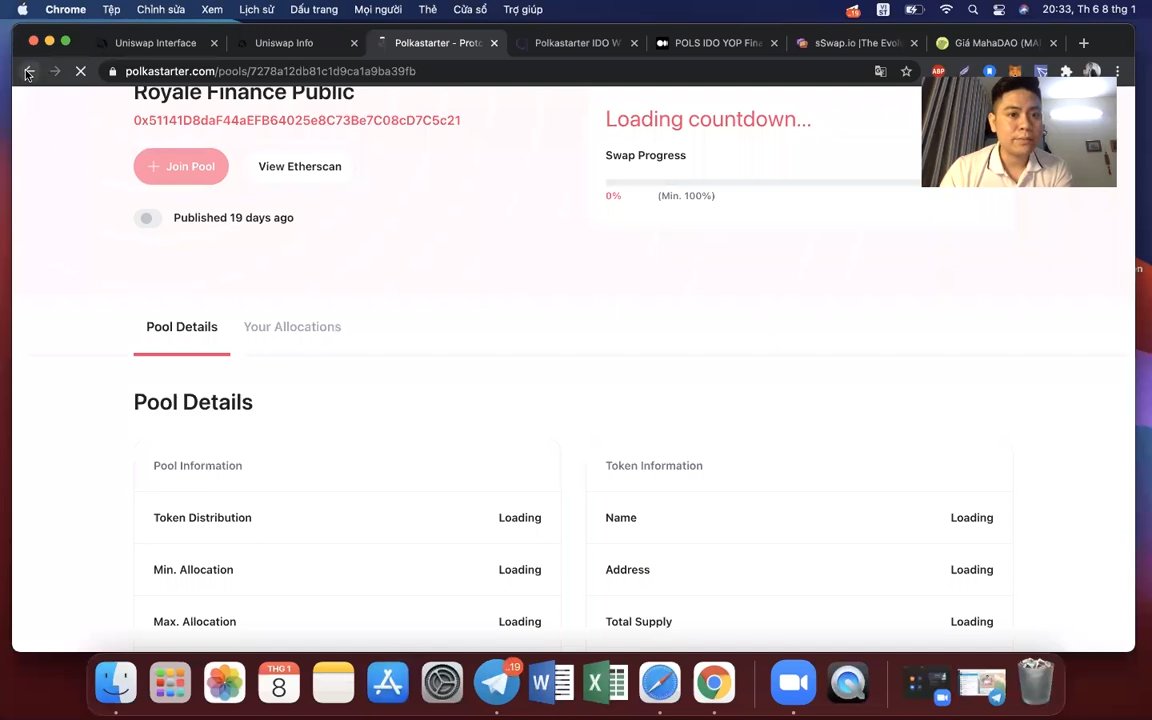 Chrome Tệp Chỉnh sửa Xem Lịch sử Dấu trang Mọi người Thẻ Cửa sổ Trợ giúp 20:33, Th 6 8 thg 1
Uniswap Interface Uniswap Info Polkastarter - Proto Polkastarter IDO W POLS IDO YOP Fina sSwap.io |The Evol Giá MahaDAO (MA
polkastarter.com/pools/7278a12db81c1d9ca1a9ba39fb
ABP
Royale Finance Public
0x51141D8daF44aEFB64025e8C73Be7C08cD7C5c21
Loading countdown...
Join Pool View Etherscan
Swap Progress
0% (Min. 100%)
Published 19 days ago
Pool Details Your Allocations
Pool Details
Pool Information Token Information
Token Distribution Loading Name Loading
Min. Allocation Loading Address Loading
Max. Allocation Loading Total Supply Loading
THG 1
8
19